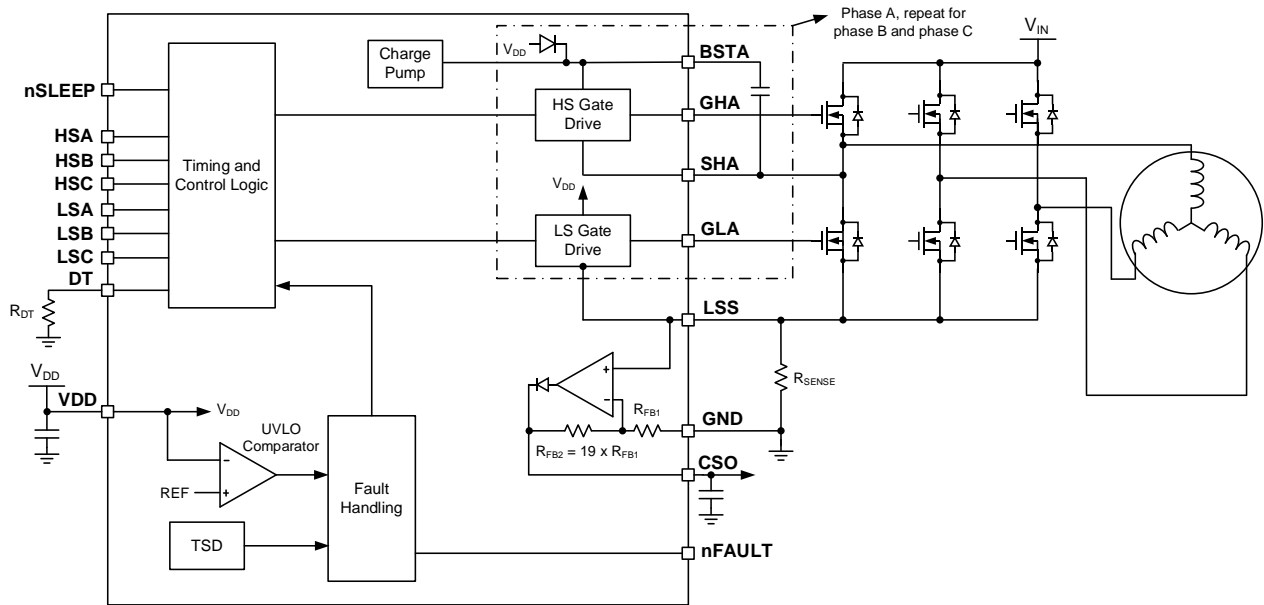 Phase A, repeat for
phase B and phase C
VIN
Charge
Pump
VDD
BSTA
nSLEEP
HS Gate
Drive
GHA
HSA
HSB
HSC
LSA
LSB
LSC
DT
Timing and
Control Logic
SHA
VDD
LS Gate
Drive
GLA
RDT
LSS
RSENSE
VDD
VDD
VDD
UVLO
Comparator
REF
+
−
+
−
RFB1
GND
RFB2 = 19 x RFB1
CSO
Fault
Handling
TSD
nFAULT